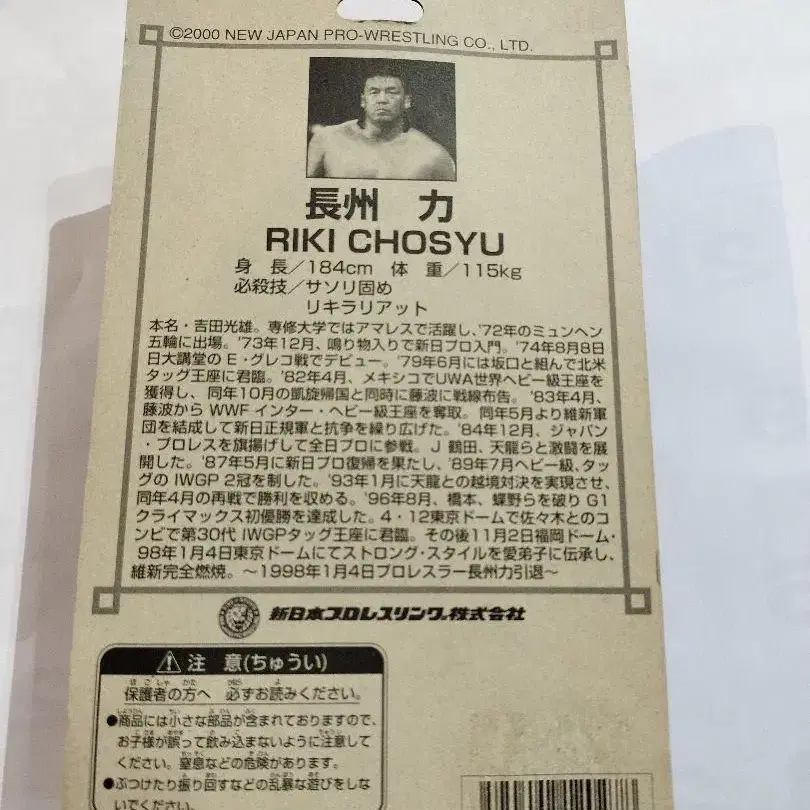 ©2000 NEW JAPAN PRO-WRESTLING CO., LTD.
長州 力
RIKI CHOSYU
身 長／184cm 体 重／115kg
必殺技／サソリ固め
リキラリアット
本名・吉田光雄。専修大学ではアマレスで活躍し、'72年のミュンヘン
五輪に出場。'73年12月、鳴り物入りで新日プロ入門。'74年8月8日
日大講堂の E・グレコ戦でデビュー。'79年6月には坂口と組んで北米
タッグ王座に君臨。'82年4月、メキシコでUWA世界ヘビー級王座を
獲得し、同年10月の凱旋帰国と同時に藤波に戦線布告。'83年4月、
藤波から WWF インター・ヘビー級王座を奪取。同年5月より維新軍
団を結成して新日正規軍と抗争を繰り広げた。'84年12月、ジャパン
・プロレスを旗揚げして全日プロに参戦。J 鶴田、天龍らと激闘を展
開した。'87年5月に新日プロ復帰を果たし、'89年7月ヘビー級、タッ
グの IWGP 2冠を制した。'93年1月に天龍との越境対決を実現させ、
同年4月の再戦で勝利を収める。'96年8月、橋本、蝶野らを破り G1
クライマックス初優勝を達成した。4・12東京ドームで佐々木とのコ
ンビで第30代 IWGPタッグ王座に君臨。その後11月2日福岡ドーム・
98年1月4日東京ドームにてストロング・スタイルを愛弟子に伝承し、
維新完全燃焼。～1998年1月4日プロレスラー長州力引退～
新日本プロレスリング株式会社
注 意(ちゅうい)
保護者の方へ 必ずお読みください。
●商品には小さな部品が含まれておりますので、
お子様が誤って飲み込まないように注意して
ください。窒息などの危険があります。
●ぶつけたり振り回すなどの乱暴な遊びをしな
いでください。